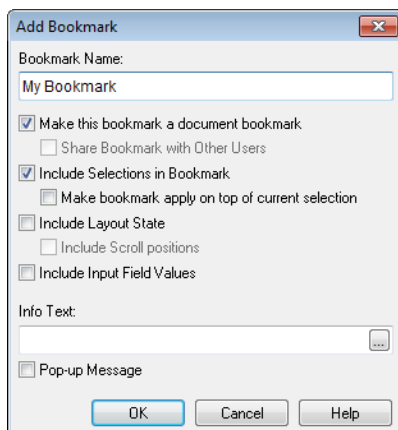 Add Bookmark
Bookmark Name:
My Bookmark
Make this bookmark a document bookmark
Share Bookmark with Other Users
Include Selections in Bookmark
Make bookmark apply on top of current selection
Include Layout State
Include Scroll positions
Include Input Field Values
Info Text:
...
Pop-up Message
OK Cancel Help